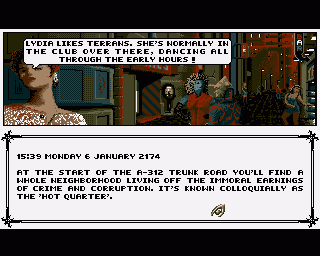 LYDIA LIKES TERRANS. SHE'S NORMALLY IN
THE CLUB OVER THERE, DANCING ALL
THROUGH THE EARLY HOURS !
15:39 MONDAY 6 JANUARY 2174
AT THE START OF THE A-312 TRUNK ROAD YOU'LL FIND A
WHOLE NEIGHBORHOOD LIVING OFF THE IMMORAL EARNINGS
OF CRIME AND CORRUPTION. IT'S KNOWN COLLOQUIALLY AS
THE 'HOT QUARTER'.